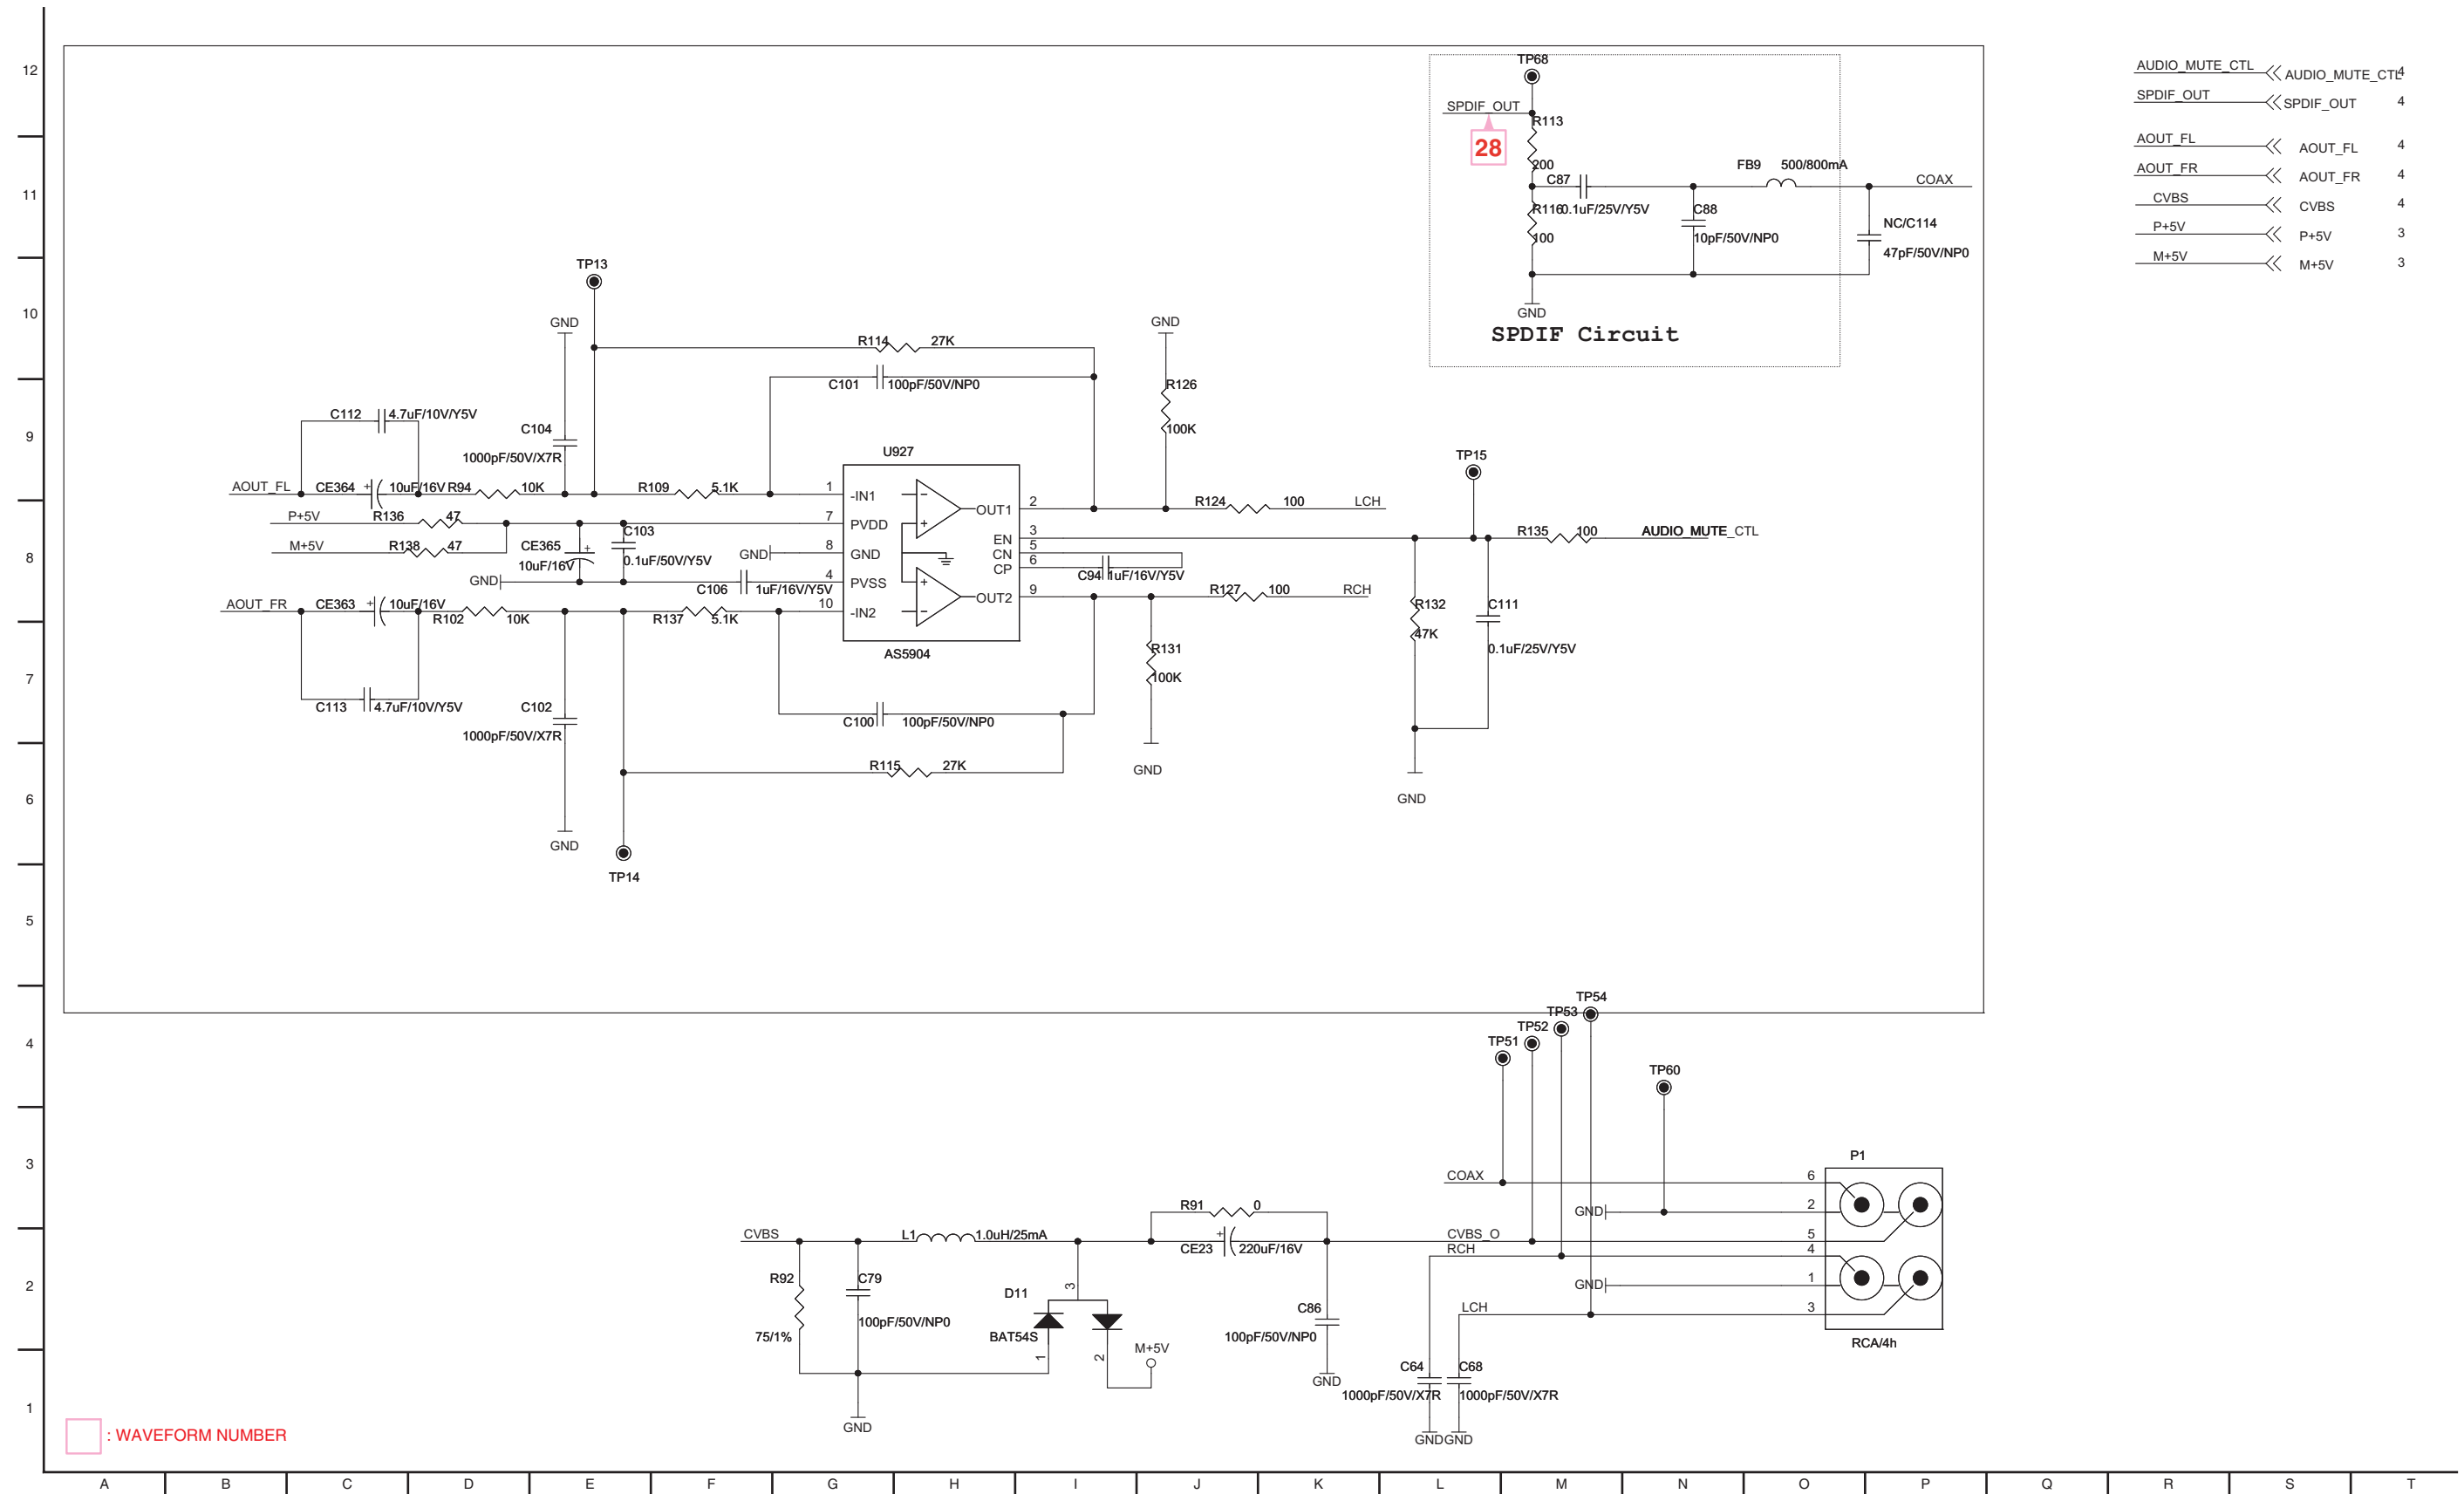 12
11
10
9
8
7
6
5
4
3
2
1
A B C D E F G H I J K L M N O P Q R S T
TP68
SPDIF_OUT
28
R113
200
C87
0.1uF/25V/Y5V
R116
100
C88
10pF/50V/NP0
FB9 500/800mA
COAX
NC/C114
47pF/50V/NP0
GND
SPDIF Circuit
AUDIO_MUTE_CTL AUDIO_MUTE_CTL 4
SPDIF_OUT SPDIF_OUT 4
AOUT_FL AOUT_FL 4
AOUT_FR AOUT_FR 4
CVBS CVBS 4
P+5V P+5V 3
M+5V M+5V 3
TP13
GND
R114 27K
C101 100pF/50V/NP0
GND
R126
100K
C112 4.7uF/10V/Y5V
C104
1000pF/50V/X7R
U927
TP15
AOUT_FL CE364 + 10uF/16V R94 10K R109 5.1K 1 -IN1
OUT1 2 R124 100 LCH
P+5V R136 47 7 PVDD
C103
0.1uF/50V/Y5V
EN 3 R135 100 AUDIO_MUTE_CTL
M+5V R138 47 CE365 + 10uF/16V GND 8 GND
CN 5
CP 6
C94 1uF/16V/Y5V
GND C106 1uF/16V/Y5V 4 PVSS
AOUT_FR CE363 + 10uF/16V R102 10K R137 5.1K 10 -IN2
OUT2 9 R127 100 RCH
AS5904
R131
100K
GND
R132
47K
C111
0.1uF/25V/Y5V
GND
C113 4.7uF/10V/Y5V
C102
1000pF/50V/X7R
C100 100pF/50V/NP0
R115 27K
GND
TP14
TP54
TP53
TP52
TP51
TP60
P1
COAX 6
GND 2
CVBS_O 5
RCH 4
GND 1
LCH 3
RCA/4h
CVBS
L1 1.0uH/25mA
R91 0
CE23 + 220uF/16V
R92
75/1%
C79
100pF/50V/NP0
D11
BAT54S
3
1
2
M+5V
C86
100pF/50V/NP0
GND
GND
C64
1000pF/50V/X7R
C68
1000pF/50V/X7R
GND GND
: WAVEFORM NUMBER